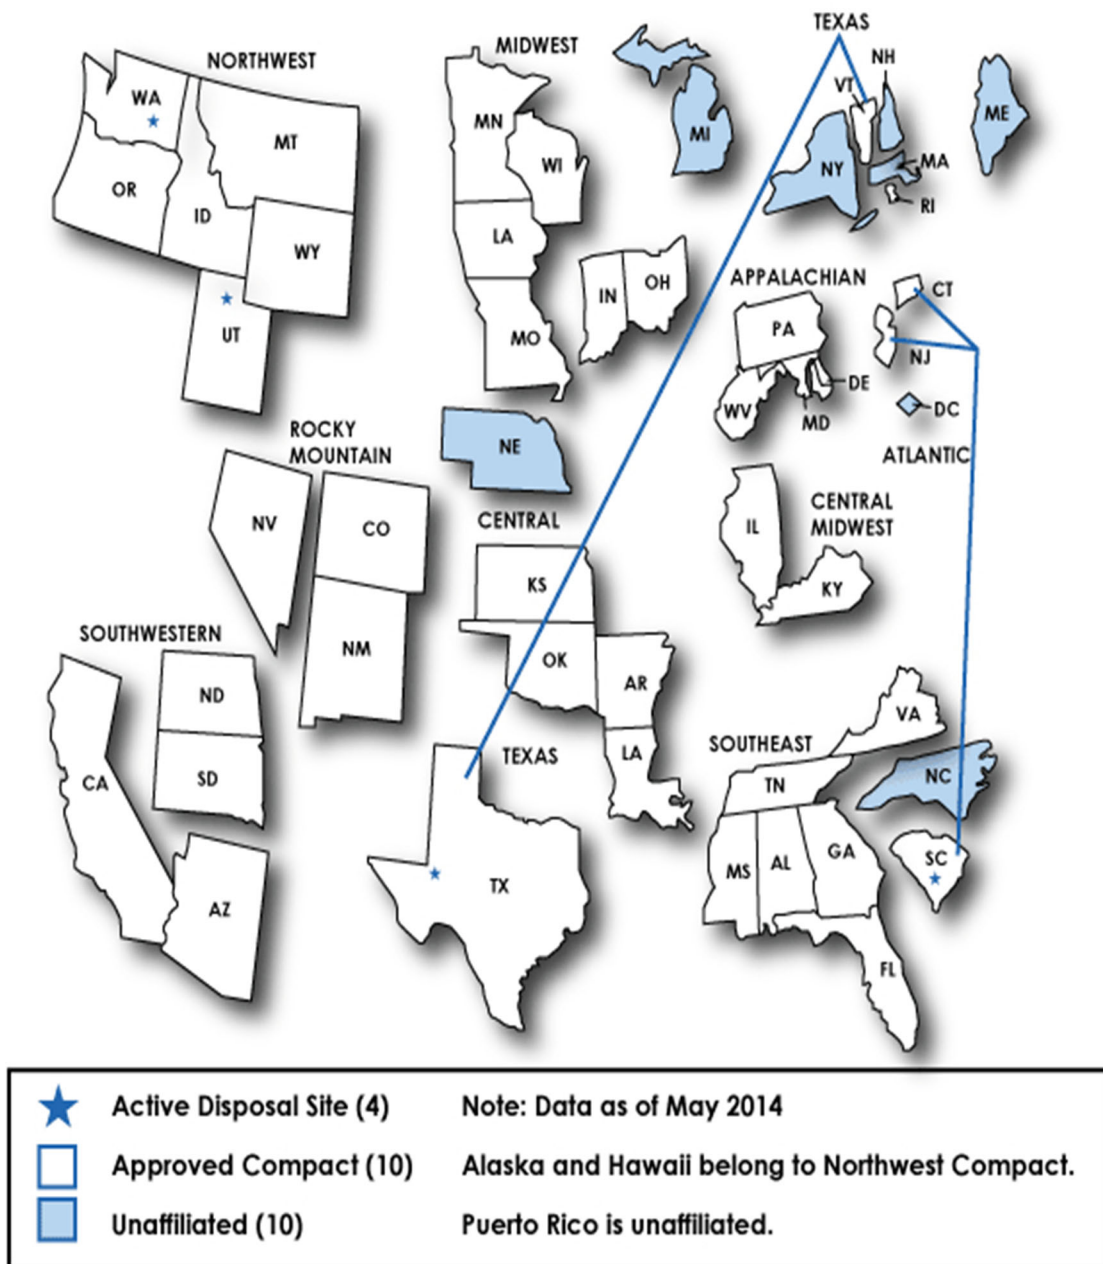 NORTHWEST
WA
MT
OR
ID
WY
UT
MIDWEST
MN
WI
LA
MO
IN
OH
MI
TEXAS
NH
VT
NY
MA
RI
ME
APPALACHIAN
PA
DE
WV
MD
CT
NJ
DC
ATLANTIC
ROCKY
MOUNTAIN
NV
CO
NM
NE
CENTRAL
KS
OK
AR
LA
CENTRAL
MIDWEST
IL
KY
SOUTHWESTERN
ND
SD
CA
AZ
TEXAS
TX
SOUTHEAST
VA
TN
NC
MS
AL
GA
SC
FL
Active Disposal Site (4)
Note: Data as of May 2014
Approved Compact (10)
Alaska and Hawaii belong to Northwest Compact.
Unaffiliated (10)
Puerto Rico is unaffiliated.